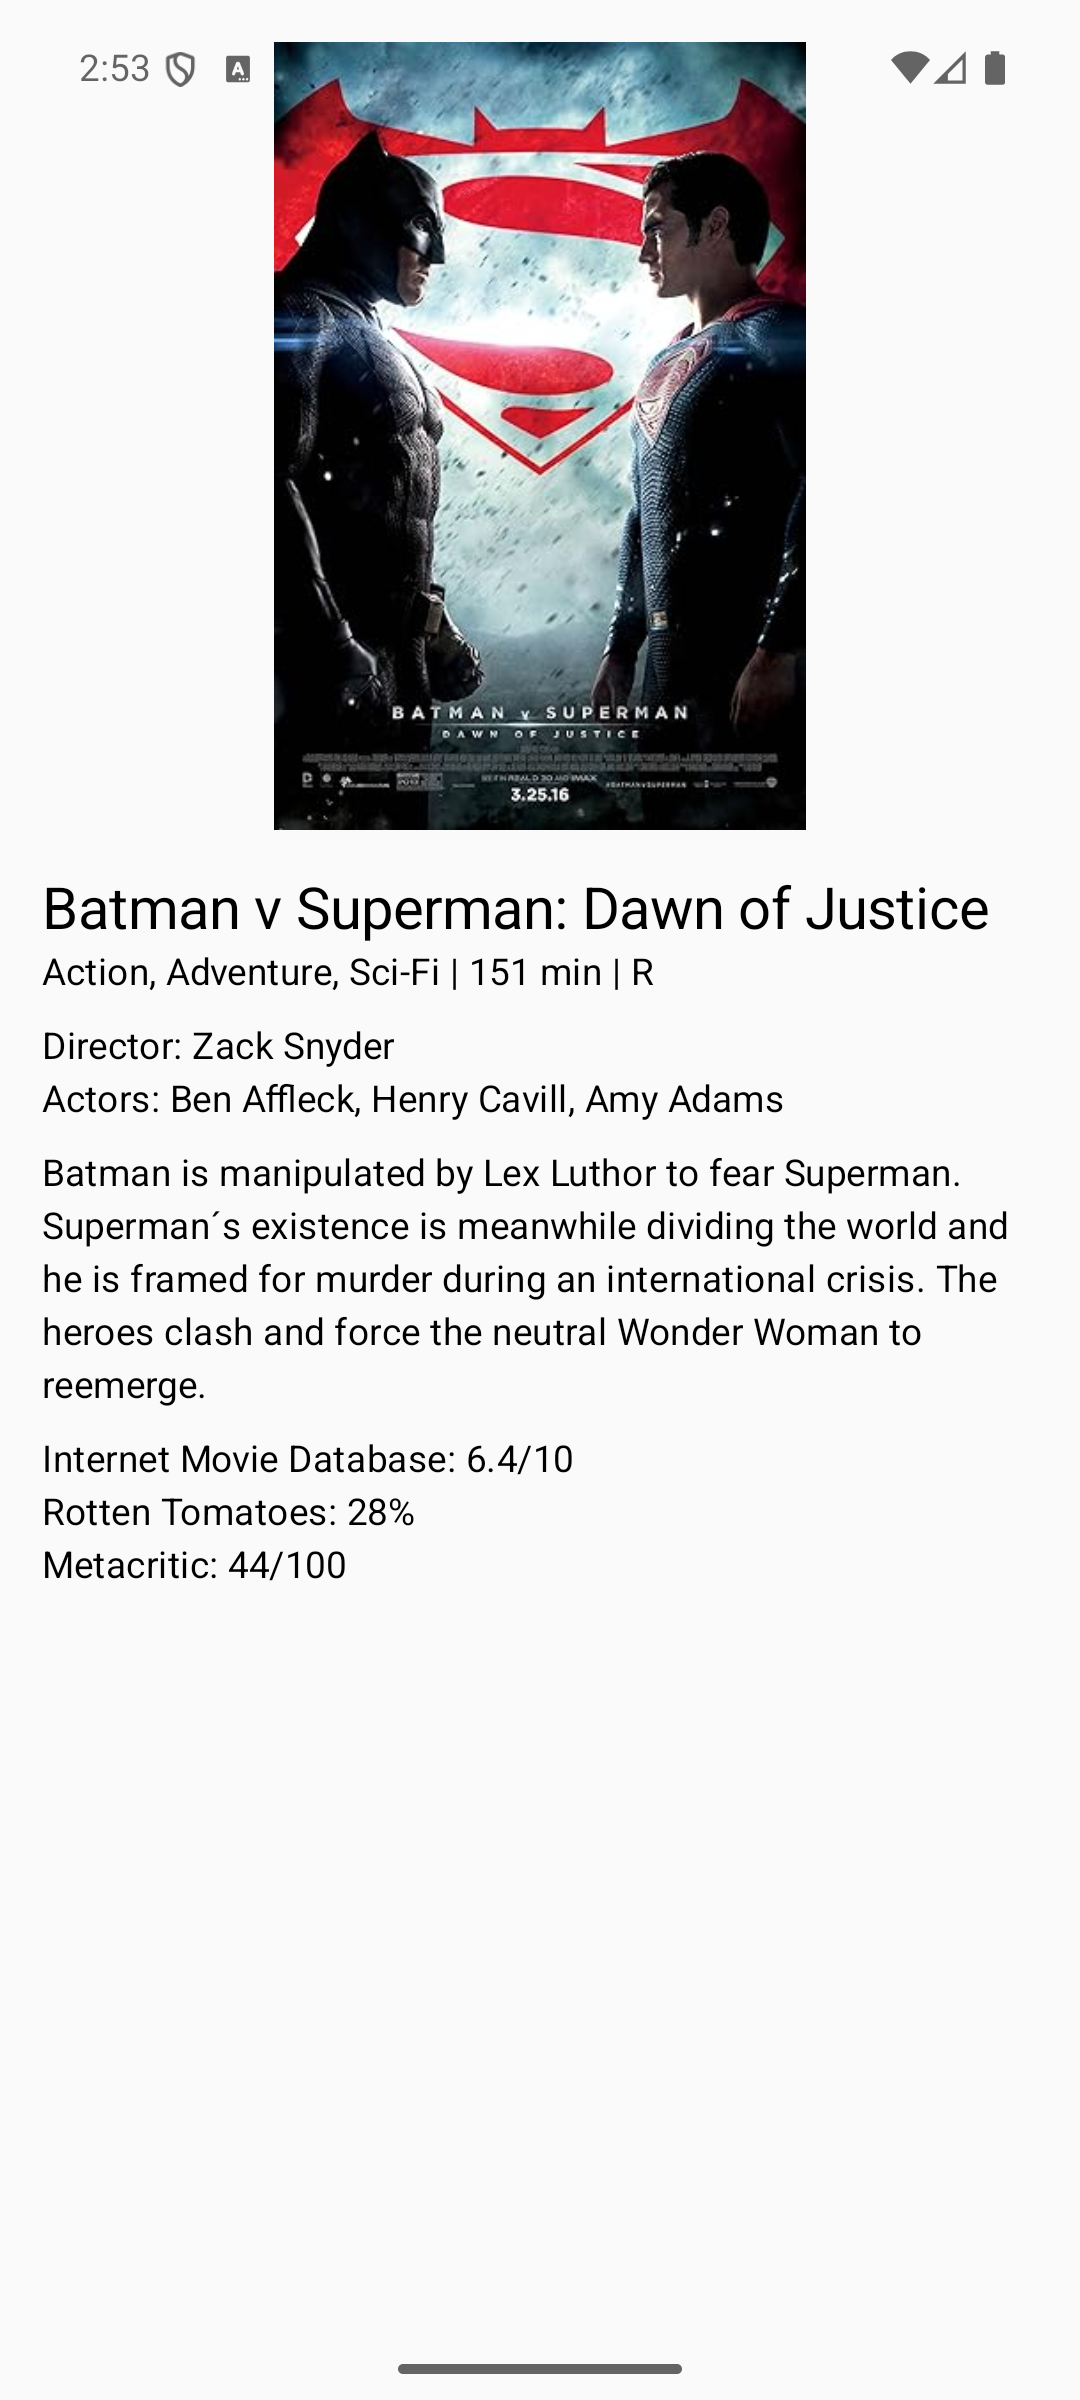 2:53
BATMAN v SUPERMAN
DAWN OF JUSTICE
3.25.16
Batman v Superman: Dawn of Justice
Action, Adventure, Sci-Fi | 151 min | R
Director: Zack Snyder
Actors: Ben Affleck, Henry Cavill, Amy Adams
Batman is manipulated by Lex Luthor to fear Superman.
Superman´s existence is meanwhile dividing the world and
he is framed for murder during an international crisis. The
heroes clash and force the neutral Wonder Woman to
reemerge.
Internet Movie Database: 6.4/10
Rotten Tomatoes: 28%
Metacritic: 44/100